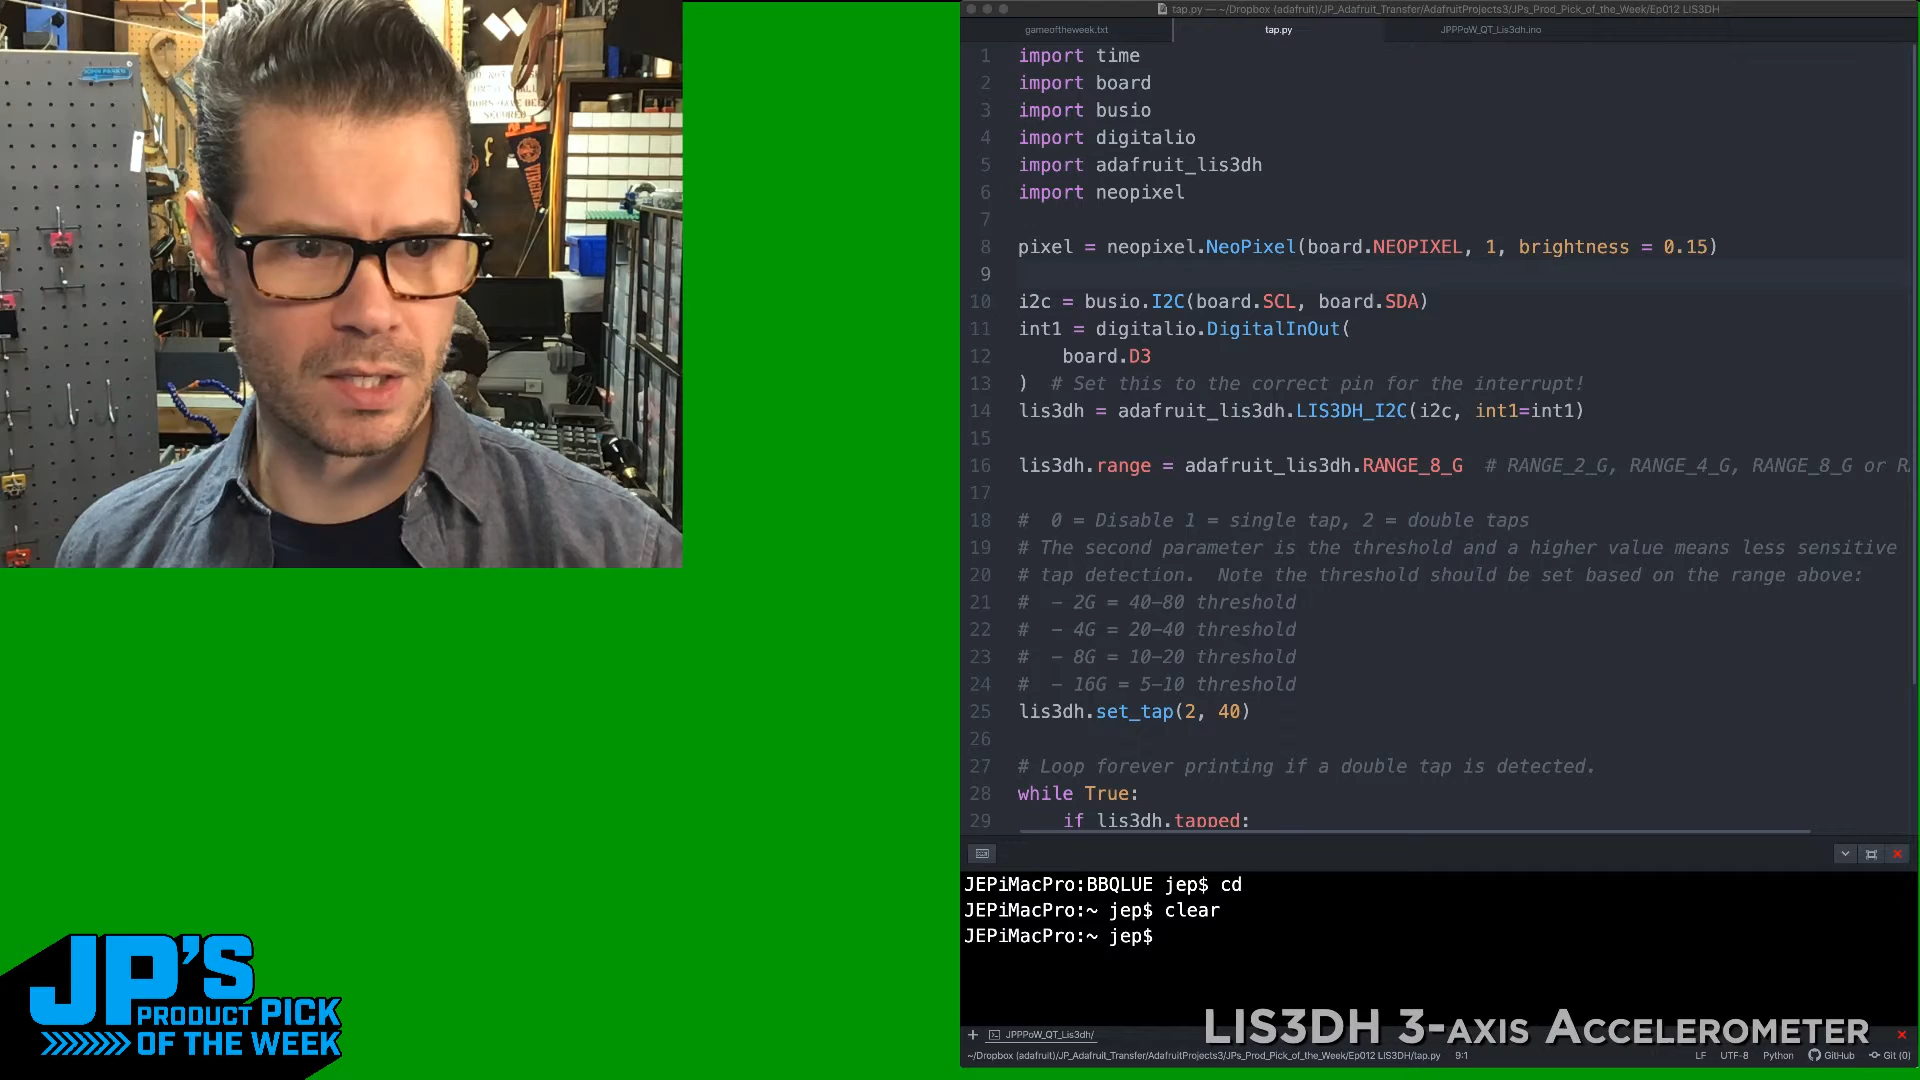 JOHN PARK'S
SECURED
VIRGINIA
JP'S
PRODUCT PICK
OF THE WEEK
tap.py — ~/Dropbox (adafruit)/JP_Adafruit_Transfer/AdafruitProjects3/JPs_Prod_Pick_of_the_Week/Ep012 LIS3DH
gameoftheweek.txt
tap.py
JPPPoW_QT_Lis3dh.ino
1 import time
2 import board
3 import busio
4 import digitalio
5 import adafruit_lis3dh
6 import neopixel
7
8 pixel = neopixel.NeoPixel(board.NEOPIXEL, 1, brightness = 0.15)
9
10 i2c = busio.I2C(board.SCL, board.SDA)
11 int1 = digitalio.DigitalInOut(
12     board.D3
13 )  # Set this to the correct pin for the interrupt!
14 lis3dh = adafruit_lis3dh.LIS3DH_I2C(i2c, int1=int1)
15
16 lis3dh.range = adafruit_lis3dh.RANGE_8_G  # RANGE_2_G, RANGE_4_G, RANGE_8_G or R
17
18 #  0 = Disable 1 = single tap, 2 = double taps
19 # The second parameter is the threshold and a higher value means less sensitive
20 # tap detection.  Note the threshold should be set based on the range above:
21 #  - 2G = 40-80 threshold
22 #  - 4G = 20-40 threshold
23 #  - 8G = 10-20 threshold
24 #  - 16G = 5-10 threshold
25 lis3dh.set_tap(2, 40)
26
27 # Loop forever printing if a double tap is detected.
28 while True:
29     if lis3dh.tapped:
JEPiMacPro:BBQLUE jep$ cd
JEPiMacPro:~ jep$ clear
JEPiMacPro:~ jep$
JPPPoW_QT_Lis3dh/
LIS3DH 3-AXIS ACCELEROMETER
~/Dropbox (adafruit)/JP_Adafruit_Transfer/AdafruitProjects3/JPs_Prod_Pick_of_the_Week/Ep012 LIS3DH/tap.py 9:1
LF UTF-8 Python GitHub Git (0)